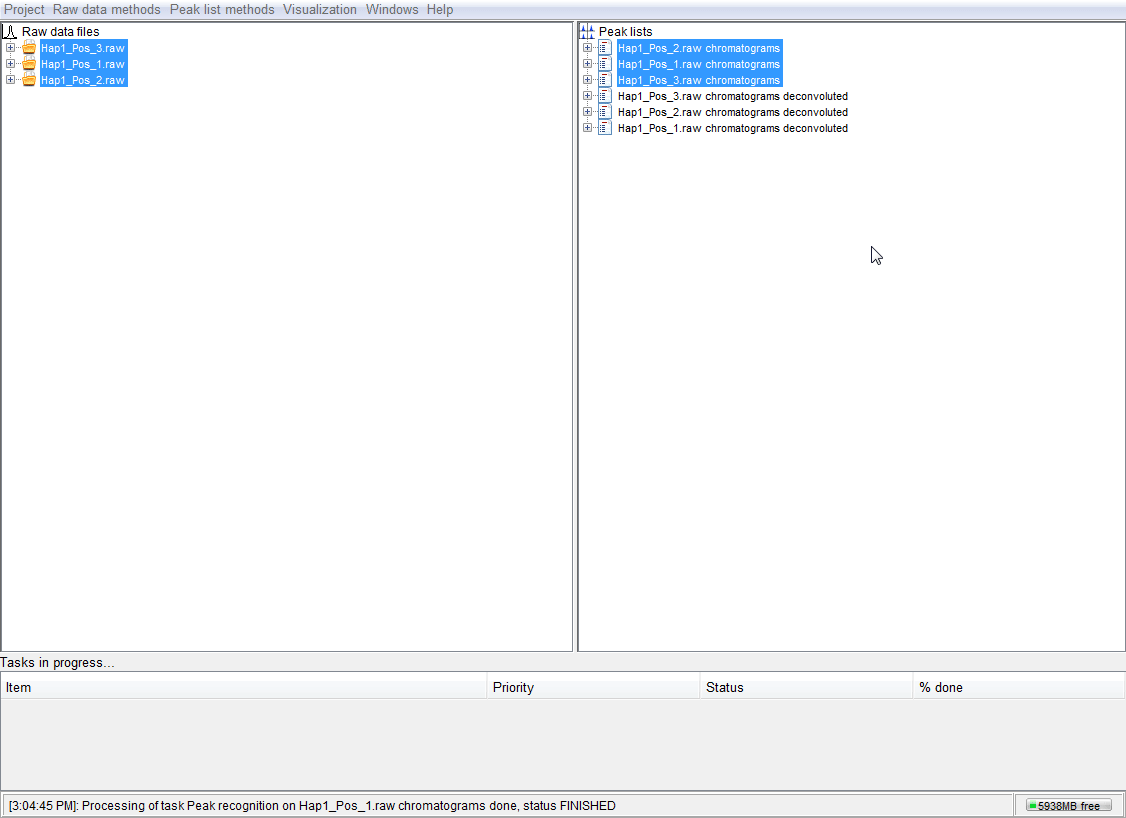 Project Raw data methods Peak list methods Visualization Windows Help
Raw data files
Hap1_Pos_3.raw
Hap1_Pos_1.raw
Hap1_Pos_2.raw
Peak lists
Hap1_Pos_2.raw chromatograms
Hap1_Pos_1.raw chromatograms
Hap1_Pos_3.raw chromatograms
Hap1_Pos_3.raw chromatograms deconvoluted
Hap1_Pos_2.raw chromatograms deconvoluted
Hap1_Pos_1.raw chromatograms deconvoluted
Tasks in progress...
Item Priority Status % done
[3:04:45 PM]: Processing of task Peak recognition on Hap1_Pos_1.raw chromatograms done, status FINISHED
5938MB free